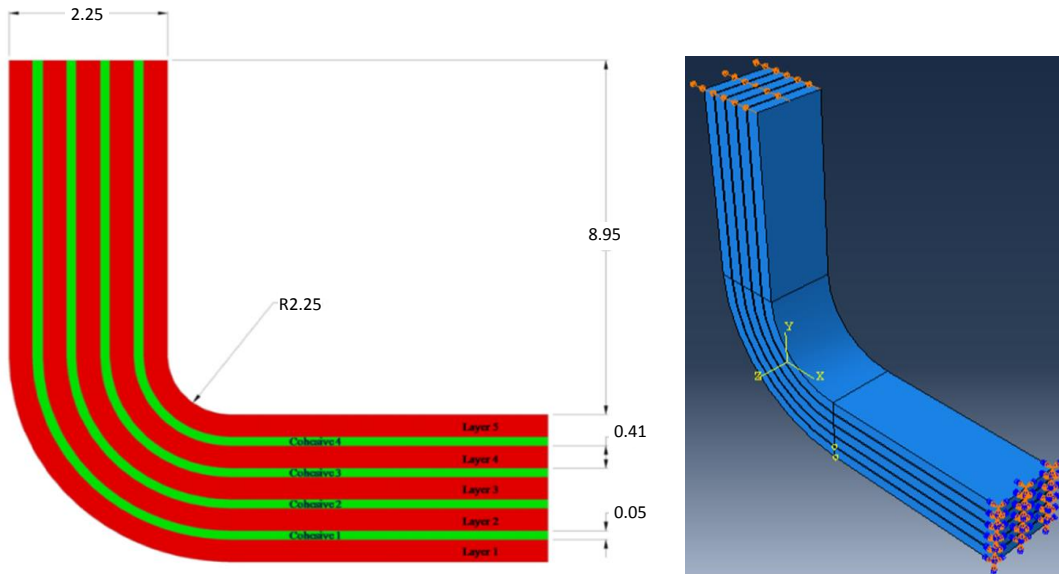 2.25
8.95
R2.25
Layer 5
0.41
Cohesive 4
Layer 4
Cohesive 3
Layer 3
Cohesive 2
0.05
Layer 2
Cohesive 1
Layer 1
Y
Z
X